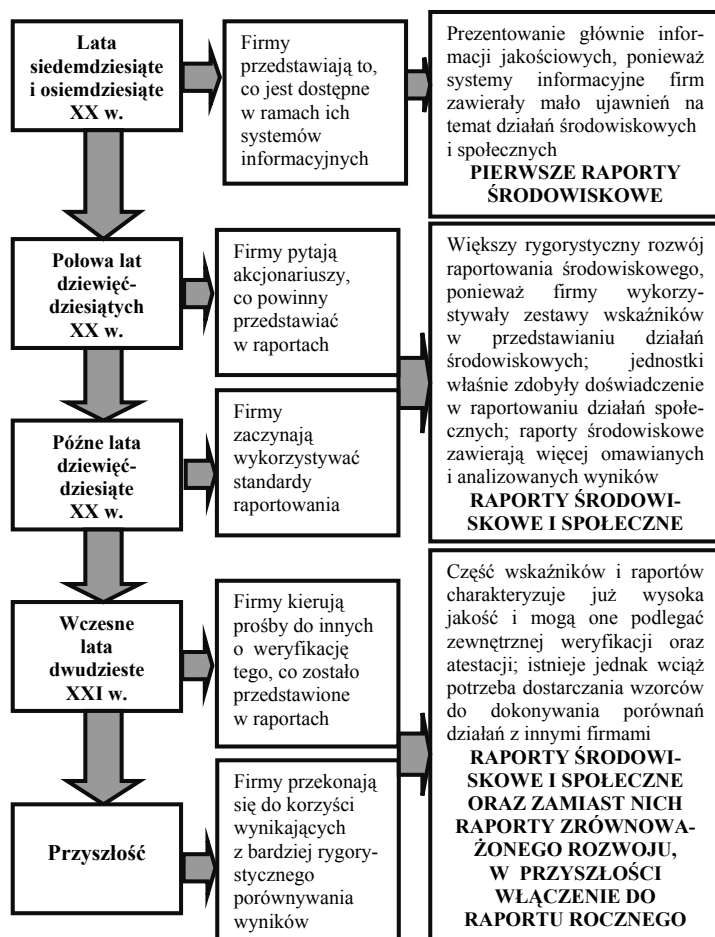 Lata
siedemdziesiąte
i osiemdziesiąte
XX w.
Firmy
przedstawiają to,
co jest dostępne
w ramach ich
systemów
informacyjnych
Prezentowanie głównie infor-
macji jakościowych, ponieważ
systemy informacyjne firm
zawierały mało ujawnień na
temat działań środowiskowych
i społecznych
PIERWSZE RAPORTY
ŚRODOWISKOWE
Połowa lat
dziewięć-
dziesiątych
XX w.
Firmy pytają
akcjonariuszy,
co powinny
przedstawiać
w raportach
Późne lata
dziewięć-
dziesiąte
XX w.
Firmy
zaczynają
wykorzystywać
standardy
raportowania
Większy rygorystyczny rozwój
raportowania środowiskowego,
ponieważ firmy wykorzy-
stywały zestawy wskaźników
w przedstawianiu działań
środowiskowych; jednostki
właśnie zdobyły doświadczenie
w raportowaniu działań społe-
cznych; raporty środowiskowe
zawierają więcej omawianych
i analizowanych wyników
RAPORTY ŚRODOWI-
SKOWE I SPOŁECZNE
Wczesne
lata
dwudzieste
XXI w.
Firmy kierują
prośby do innych
o weryfikację
tego, co zostało
przedstawione
w raportach
Przyszłość
Firmy przekonają
się do korzyści
wynikających
z bardziej rygory-
stycznego
porównywania
wyników
Część wskaźników i raportów
charakteryzuje już wysoka
jakość i mogą one podlegać
zewnętrznej weryfikacji oraz
atestacji; istnieje jednak wciąż
potrzeba dostarczania wzorców
do dokonywania porównań
działań z innymi firmami
RAPORTY ŚRODOWI-
SKOWE I SPOŁECZNE
ORAZ ZAMIAST NICH
RAPORTY ZRÓWNOWA-
ŻONEGO ROZWOJU,
W PRZYSZŁOŚCI
WŁĄCZENIE DO
RAPORTU ROCZNEGO